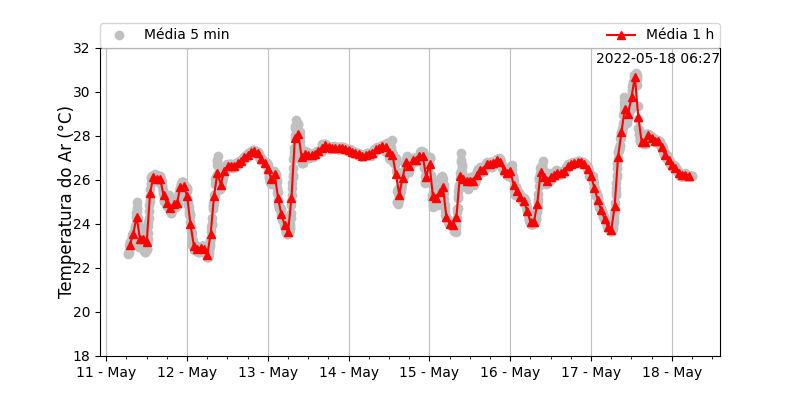 Média 5 min
Média 1 h
2022-05-18 06:27
Temperatura do Ar (°C)
32
30
28
26
24
22
20
18
11 - May
12 - May
13 - May
14 - May
15 - May
16 - May
17 - May
18 - May